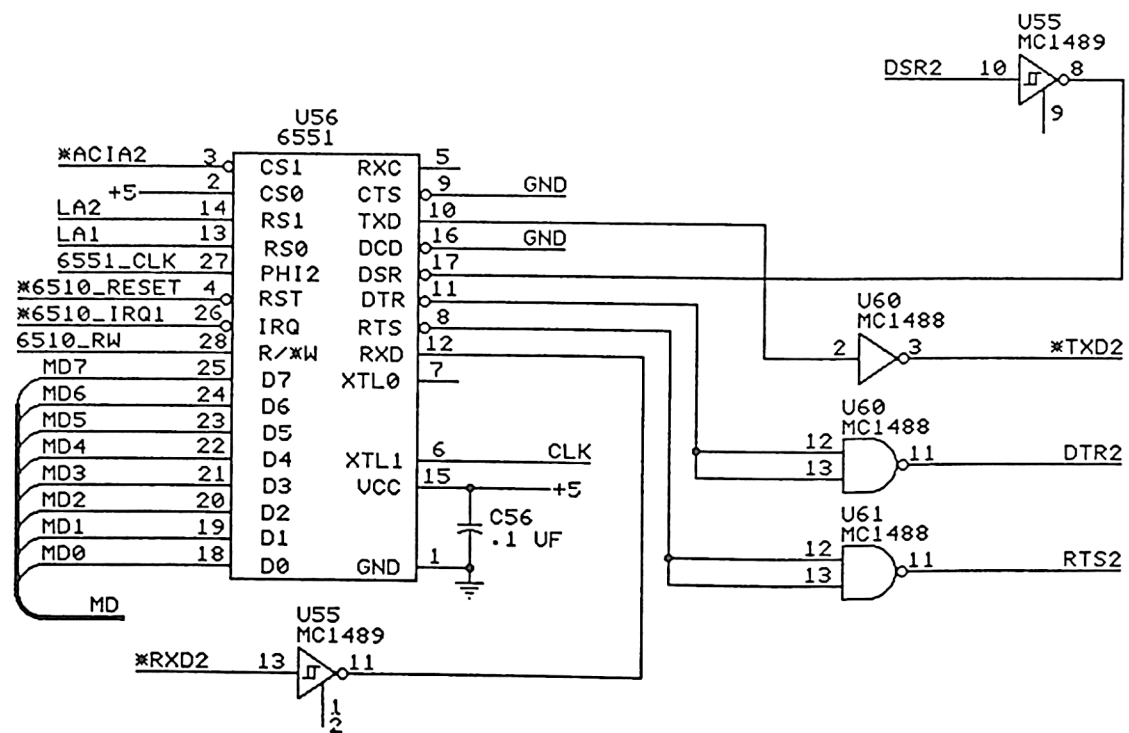 U55
MC1489
DSR2 10 8
9
U56
6551
*ACIA2 3 CS1 RXC 5
+5 2 CS0 CTS 9 GND
LA2 14 RS1 TXD 10
LA1 13 RS0 DCD 16 GND
6551_CLK 27 PHI2 DSR 17
*6510_RESET 4 RST DTR 11
*6510_IRQ1 26 IRQ RTS 8
6510_RW 28 R/*W RXD 12
MD7 25 D7 XTL0 7
MD6 24 D6
MD5 23 D5
MD4 22 D4 XTL1 6 CLK
MD3 21 D3 VCC 15 +5
MD2 20 D2
MD1 19 D1
MD0 18 D0 GND 1
MD
C56
.1 UF
U60
MC1488
2 3 *TXD2
U60
MC1488
12 11 DTR2
13
U61
MC1488
12 11 RTS2
13
U55
MC1489
*RXD2 13 11
1
2